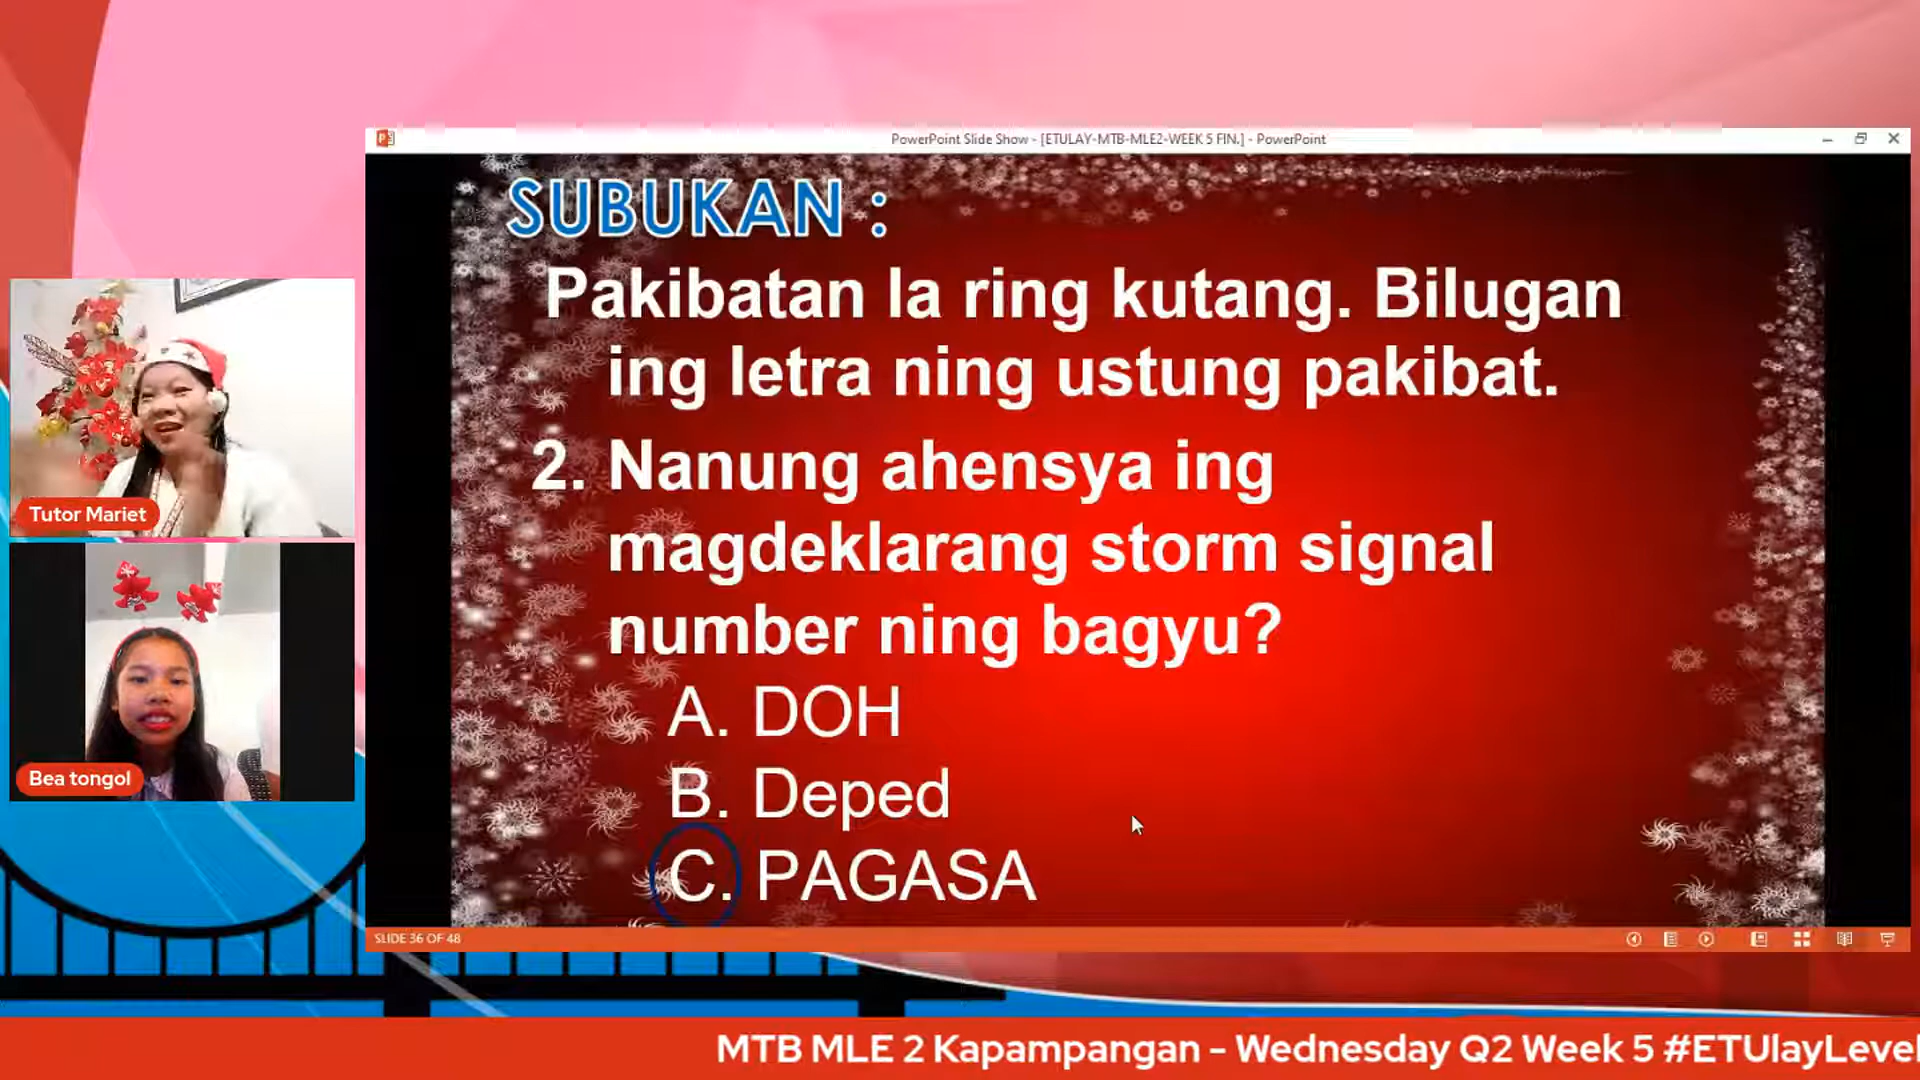 PowerPoint Slide Show - [ETULAY-MTB-MLE2-WEEK 5 FIN.] - PowerPoint
SUBUKAN :
Pakibatan la ring kutang. Bilugan
ing letra ning ustung pakibat.
2. Nanung ahensya ing
magdeklarang storm signal
number ning bagyu?
A. DOH
B. Deped
C. PAGASA
SLIDE 36 OF 48
Tutor Mariet
Bea tongol
MTB MLE 2 Kapampangan - Wednesday Q2 Week 5 #ETUlayLevel